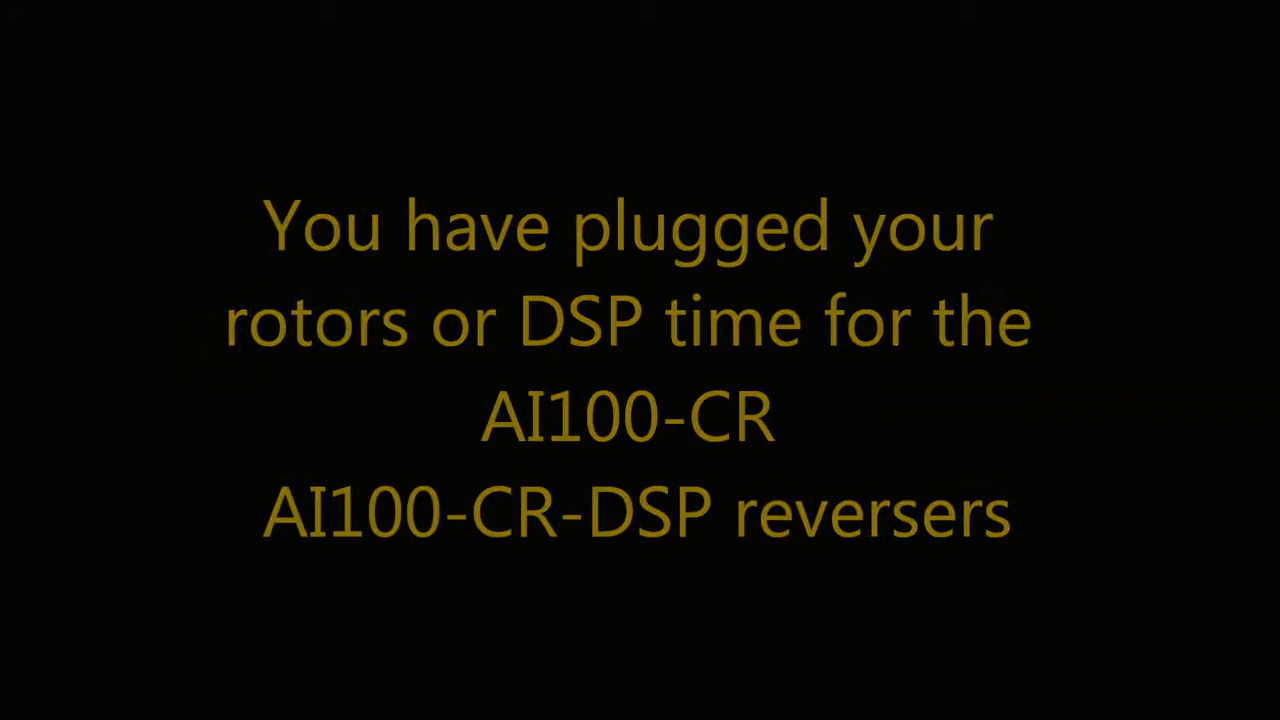 You have plugged your
rotors or DSP time for the
AI100-CR
AI100-CR-DSP reversers